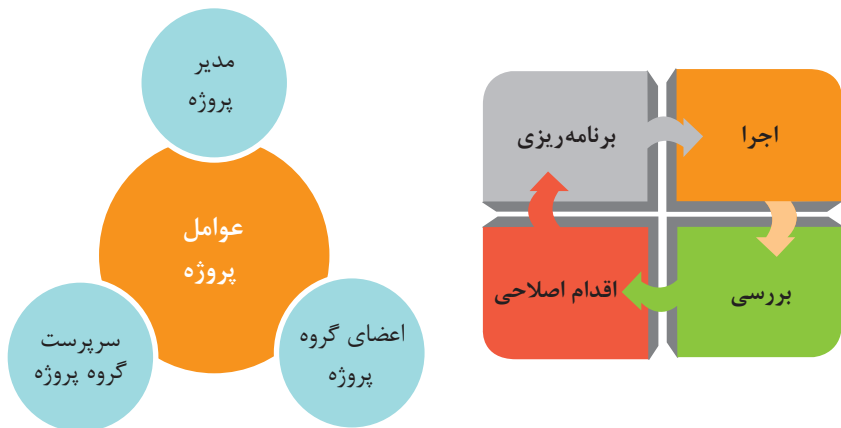 برنامه‌ریزی
اجرا
بررسی
اقدام اصلاحی
مدیر
پروژه
عوامل
پروژه
اعضای گروه
پروژه
سرپرست
گروه پروژه